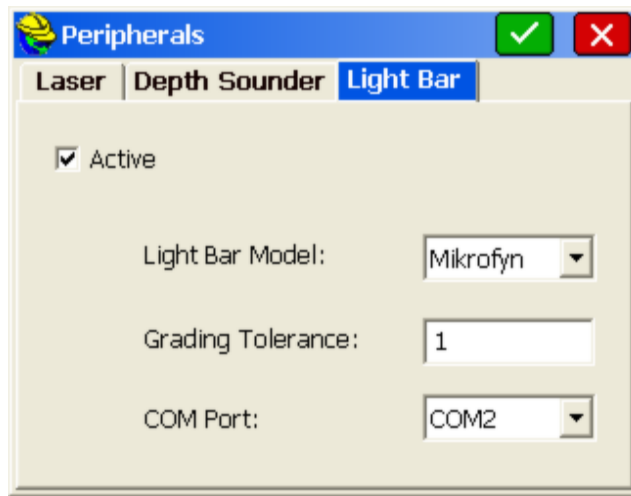 Peripherals
Laser Depth Sounder Light Bar
Active
Light Bar Model: Mikrofyn
Grading Tolerance: 1
COM Port: COM2